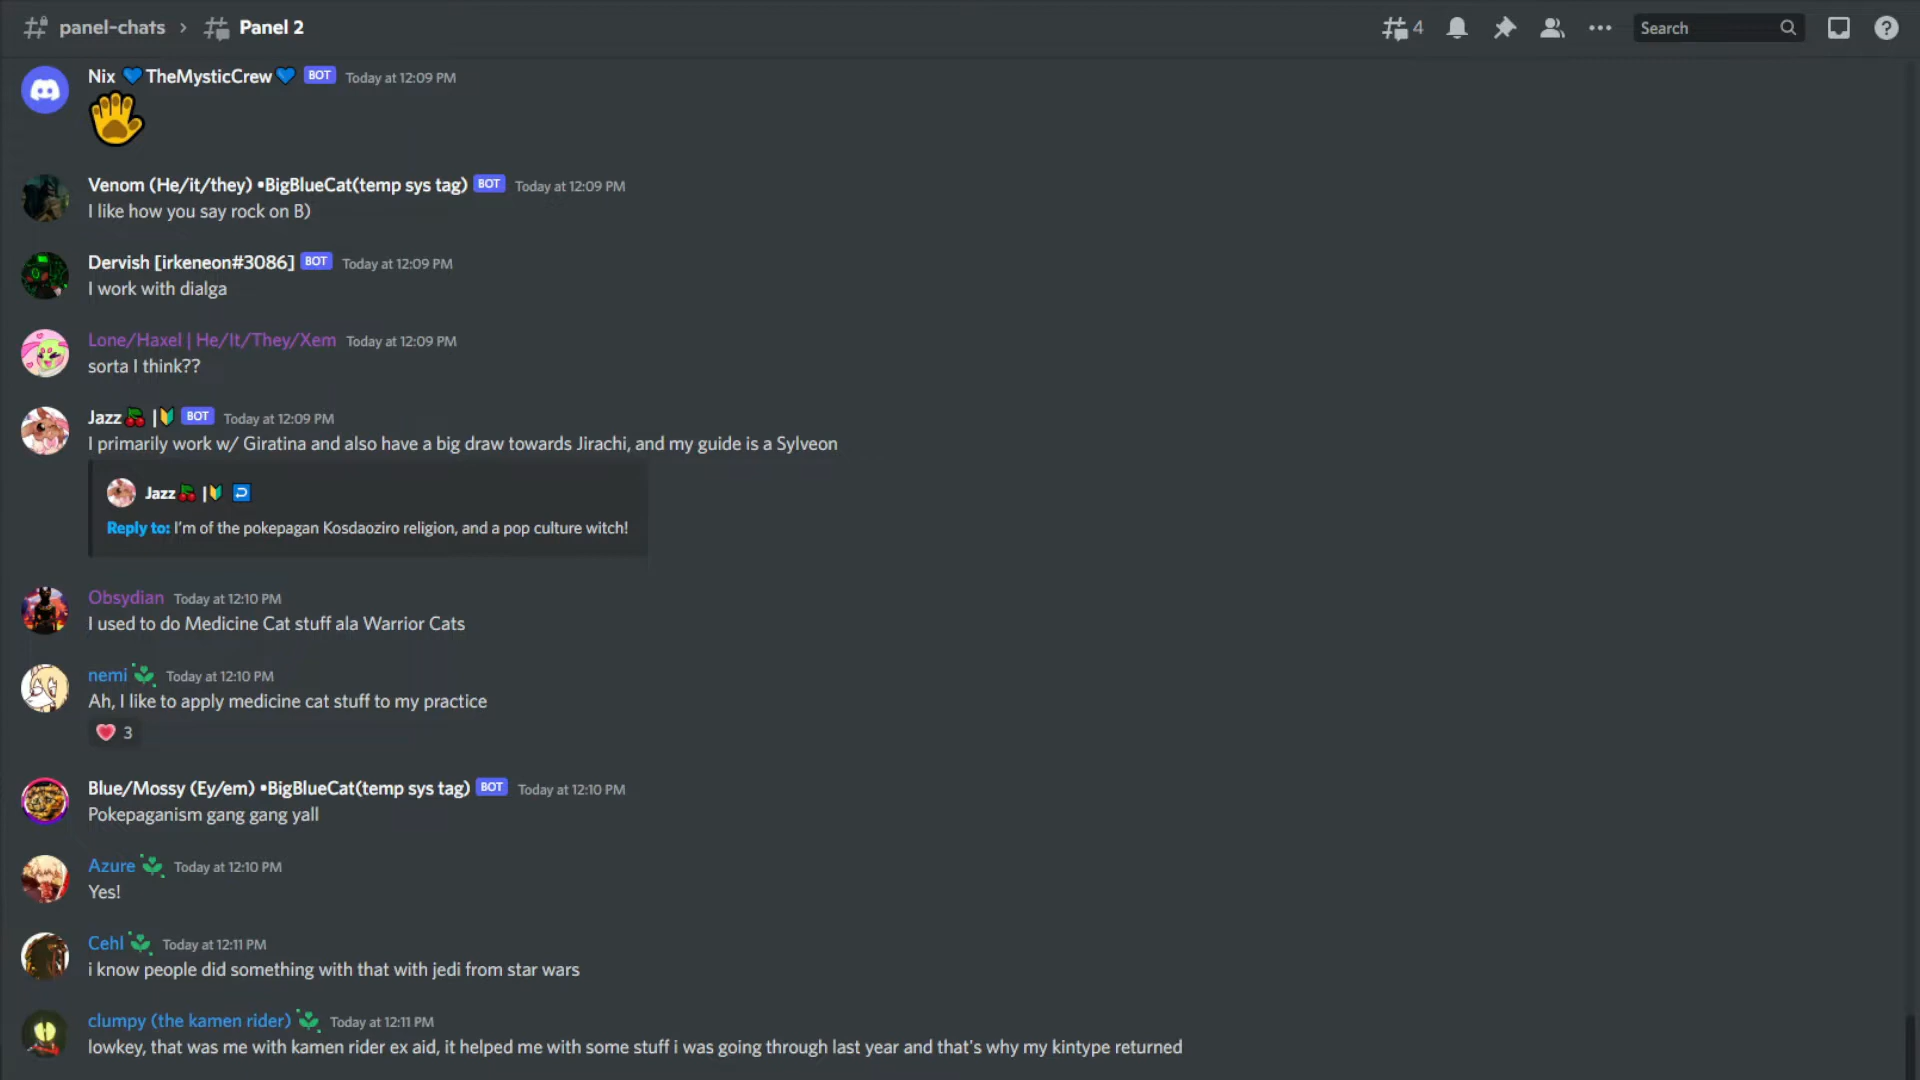 panel-chats › Panel 2 4 Search
Nix 💙TheMysticCrew💙 BOT Today at 12:09 PM
Venom (He/it/they) •BigBlueCat(temp sys tag) BOT Today at 12:09 PM
I like how you say rock on B)
Dervish [irkeneon#3086] BOT Today at 12:09 PM
I work with dialga
Lone/Haxel | He/It/They/Xem Today at 12:09 PM
sorta I think??
Jazz🍒 |🔰 BOT Today at 12:09 PM
I primarily work w/ Giratina and also have a big draw towards Jirachi, and my guide is a Sylveon
Jazz🍒 |🔰 ↩️
Reply to: I'm of the pokepagan Kosdaoziro religion, and a pop culture witch!
Obsydian Today at 12:10 PM
I used to do Medicine Cat stuff ala Warrior Cats
nemi Today at 12:10 PM
Ah, I like to apply medicine cat stuff to my practice
3
Blue/Mossy (Ey/em) •BigBlueCat(temp sys tag) BOT Today at 12:10 PM
Pokepaganism gang gang yall
Azure Today at 12:10 PM
Yes!
Cehl Today at 12:11 PM
i know people did something with that with jedi from star wars
clumpy (the kamen rider) Today at 12:11 PM
lowkey, that was me with kamen rider ex aid, it helped me with some stuff i was going through last year and that's why my kintype returned